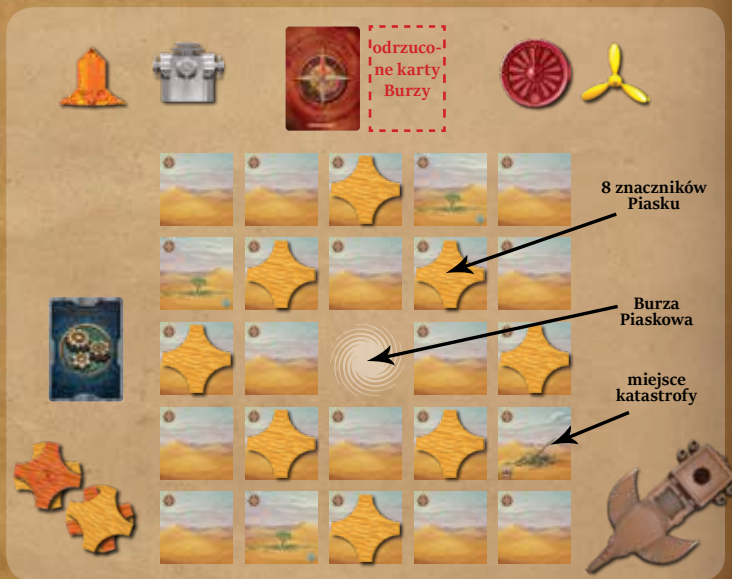 odrzuco-
ne karty
Burzy
8 znaczników
Piasku
Burza
Piaskowa
miejsce
katastrofy